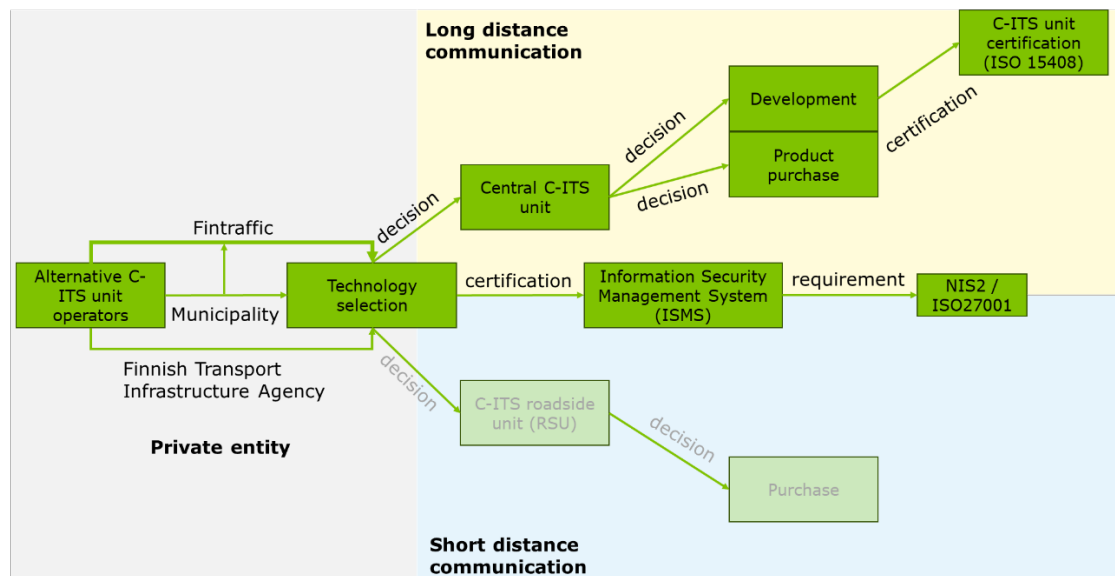 Long distance
communication
C-ITS unit
certification
(ISO 15408)
Development
decision
certification
Product
purchase
decision
Central C-ITS
unit
decision
Fintraffic
Alternative C-
ITS unit
operators
Municipality
Technology
selection
certification
Information Security
Management System
(ISMS)
requirement
NIS2 /
ISO27001
Finnish Transport
Infrastructure Agency
decision
C-ITS roadside
unit (RSU)
decision
Private entity
Purchase
Short distance
communication